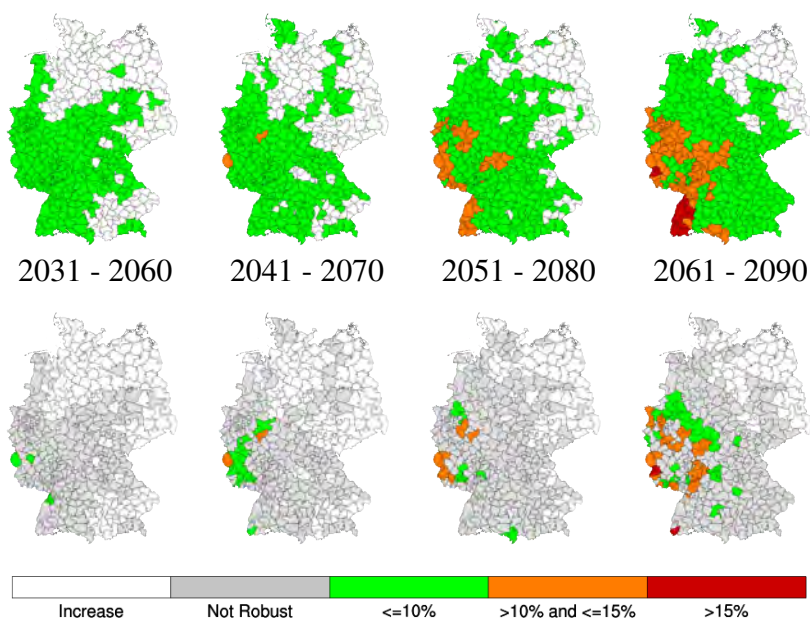 2031 - 2060 2041 - 2070 2051 - 2080 2061 - 2090
Increase Not Robust <=10% >10% and <=15% >15%